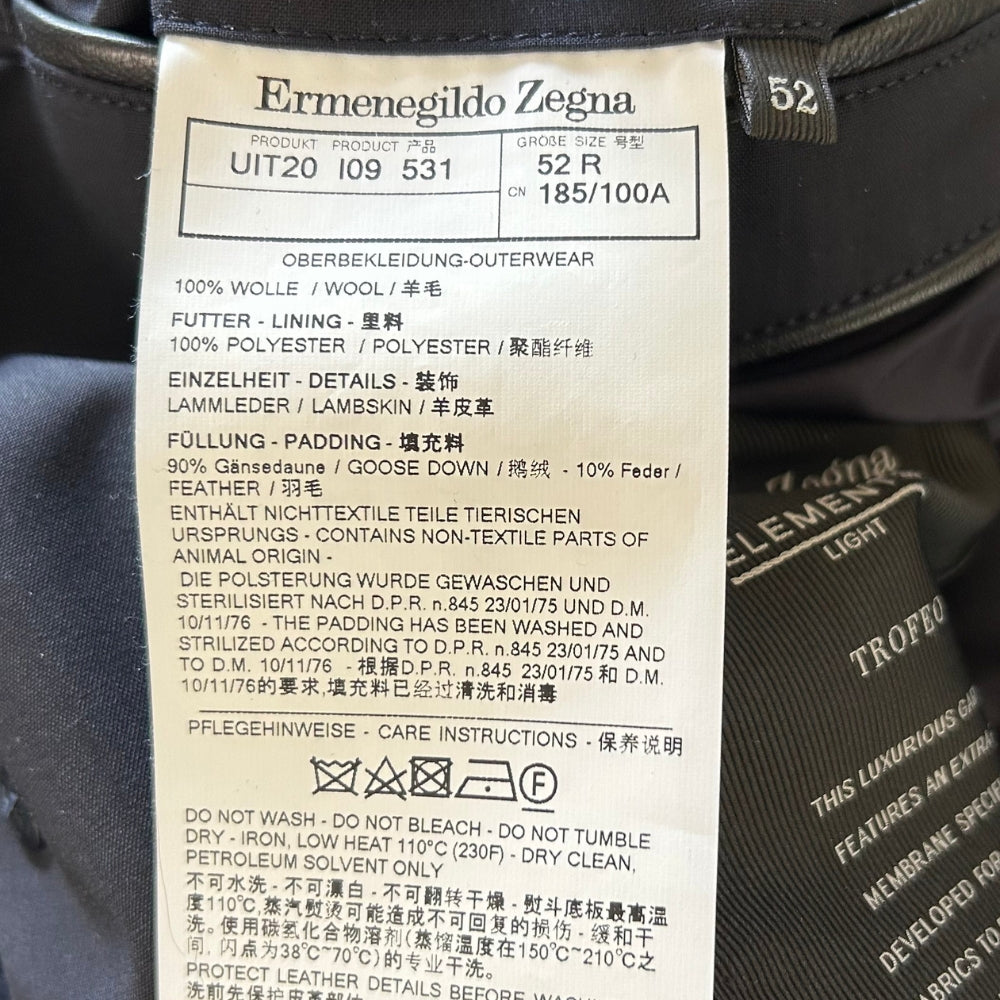 Ermenegildo Zegna
52
PRODUKT PRODUCT 产品
UIT20 I09 531
GRÖßE SIZE 号型
52 R
CN 185/100A
OBERBEKLEIDUNG-OUTERWEAR
100% WOLLE / WOOL / 羊毛
FUTTER - LINING - 里料
100% POLYESTER / POLYESTER / 聚酯纤维
EINZELHEIT - DETAILS - 装饰
LAMMLEDER / LAMBSKIN / 羊皮革
FÜLLUNG - PADDING - 填充料
90% Gänsedaune / GOOSE DOWN / 鹅绒 - 10% Feder /
FEATHER / 羽毛
ENTHÄLT NICHTTEXTILE TEILE TIERISCHEN
URSPRUNGS - CONTAINS NON-TEXTILE PARTS OF
ANIMAL ORIGIN -
DIE POLSTERUNG WURDE GEWASCHEN UND
STERILISIERT NACH D.P.R. n.845 23/01/75 UND D.M.
10/11/76 - THE PADDING HAS BEEN WASHED AND
STRILIZED ACCORDING TO D.P.R. n.845 23/01/75 AND
TO D.M. 10/11/76 - 根据D.P.R. n.845 23/01/75 和 D.M.
10/11/76的要求,填充料已经过清洗和消毒
PFLEGEHINWEISE - CARE INSTRUCTIONS - 保养说明
F
DO NOT WASH - DO NOT BLEACH - DO NOT TUMBLE
DRY - IRON, LOW HEAT 110°C (230F) - DRY CLEAN,
PETROLEUM SOLVENT ONLY
不可水洗 - 不可漂白 - 不可翻转干燥 - 熨斗底板最高温
度110℃,蒸汽熨烫可能造成不可回复的损伤 - 缓和干
洗。使用碳氢化合物溶剂(蒸馏温度在150℃~210℃之
间, 闪点为38℃~70℃)的专业干洗。
PROTECT LEATHER DETAILS BEFORE WASHING
洗前先保护皮革部位
Zegna
ELEMENTS
LIGHT
TROFEO
THIS LUXURIOUS
FEATURES AN EXTRA
MEMBRANE
DEVELOPED FOR
TO